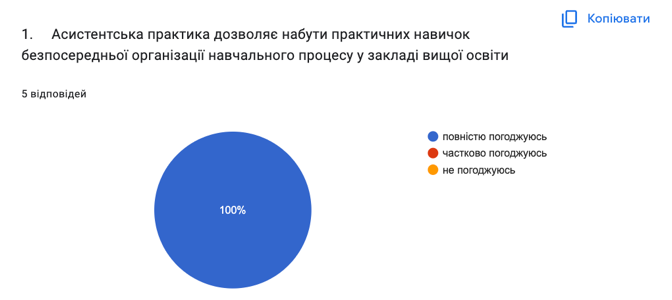 Копіювати
1. Асистентська практика дозволяє набути практичних навичок
безпосередньої організації навчального процесу у закладі вищої освіти
5 відповідей
повністю погоджуюсь
частково погоджуюсь
не погоджуюсь
100%